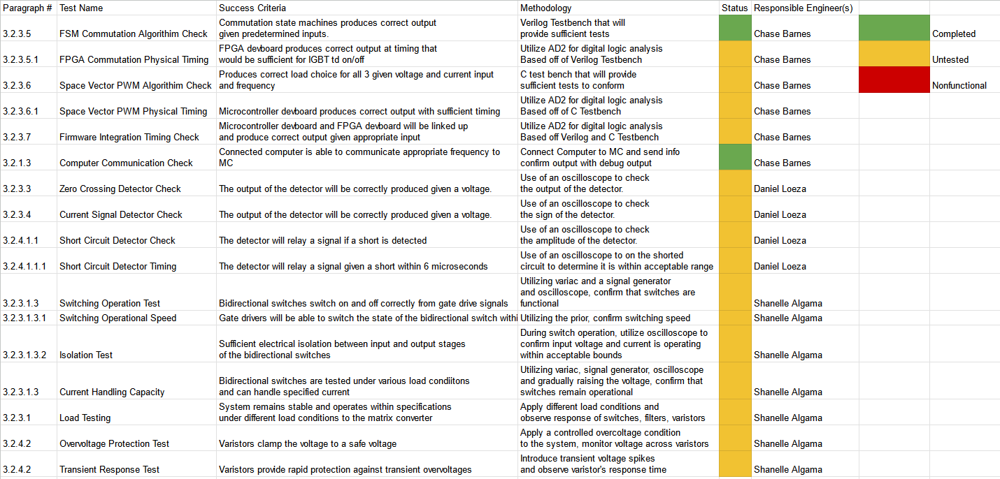 Paragraph # Test Name Success Criteria Methodology Status Responsible Engineer(s)
Commutation state machines produces correct output
given predetermined inputs.
Verilog Testbench that will
provide sufficient tests
3.2.3.5 FSM Commutation Algorithim Check Chase Barnes Completed
FPGA devboard produces correct output at timing that
would be sufficient for IGBT td on/off
Utilize AD2 for digital logic analysis
Based off of Verilog Testbench
3.2.3.5.1 FPGA Commutation Physical Timing Chase Barnes Untested
Produces correct load choice for all 3 given voltage and current input
and frequency
C test bench that will provide
sufficient tests to conform
3.2.3.6 Space Vector PWM Algorithim Check Chase Barnes Nonfunctional
Utilize AD2 for digital logic analysis
Based off of C Testbench
3.2.3.6.1 Space Vector PWM Physical Timing Microcontroller devboard produces correct output with sufficient timing Chase Barnes
Microcontroller devboard and FPGA devboard will be linked up
and produce correct output given appropriate input
Utilize AD2 for digital logic analysis
Based off Verilog and C Testbench
3.2.3.7 Firmware Integration Timing Check Chase Barnes
Connected computer is able to communicate appropriate frequency to
MC
Connect Computer to MC and send info
confirm output with debug output
3.2.1.3 Computer Communication Check Chase Barnes
Use of an oscilloscope to check
the output of the detector.
3.2.3.3 Zero Crossing Detector Check The output of the detector will be correctly produced given a voltage. Daniel Loeza
Use of an oscilloscope to check
the sign of the detector.
3.2.3.4 Current Signal Detector Check The output of the detector will be correctly produced given a voltage. Daniel Loeza
Use of an oscilloscope to check
the amplitude of the detector.
3.2.4.1.1 Short Circuit Detector Check The detector will relay a signal if a short is detected Daniel Loeza
Use of an oscilloscope to on the shorted
circuit to determine it is within acceptable range
3.2.4.1.1.1 Short Circuit Detector Timing The detector will relay a signal given a short within 6 microseconds Daniel Loeza
Utilizing variac and a signal generator
and oscilloscope, confirm that switches are
functional
3.2.3.1.3 Switching Operation Test Bidirectional switches switch on and off correctly from gate drive signals Shanelle Algama
3.2.3.1.3.1 Switching Operational Speed Gate drivers will be able to switch the state of the bidirectional switch withi Utilizing the prior, confirm switching speed Shanelle Algama
Sufficient electrical isolation between input and output stages
of the bidirectional switches
During switch operation, utilize oscilloscope to
confirm input voltage and current is operating
within acceptable bounds
3.2.3.1.3.2 Isolation Test Shanelle Algama
Bidirectional switches are tested under various load condiitons
and can handle specified current
Utilizing variac, signal generator, oscilloscope
and gradually raising the voltage, confirm that
switches remain operational
3.2.3.1.3 Current Handling Capacity Shanelle Algama
System remains stable and operates within specifications
under different load conditions to the matrix converter
Apply different load conditions and
observe response of switches, filters, varistors
3.2.3.1 Load Testing Shanelle Algama
Apply a controlled overcoltage condition
to the system, monitor voltage across varistors
3.2.4.2 Overvoltage Protection Test Varistors clamp the voltage to a safe voltage Shanelle Algama
Introduce transient voltage spikes
and observe varistor's response time
3.2.4.2 Transient Response Test Varistors provide rapid protection against transient overvoltages Shanelle Algama